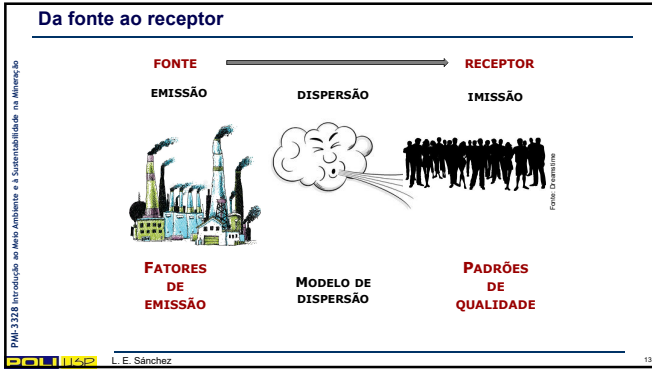 Da fonte ao receptor
FONTE
RECEPTOR
EMISSÃO
DISPERSÃO
IMISSÃO
Fonte: Dreamstime
FATORES
DE
EMISSÃO
MODELO DE
DISPERSÃO
PADRÕES
DE
QUALIDADE
PMI-3328 Introdução ao Meio Ambiente e à Sustentabilidade na Mineração
POLI USP
L. E. Sánchez
13